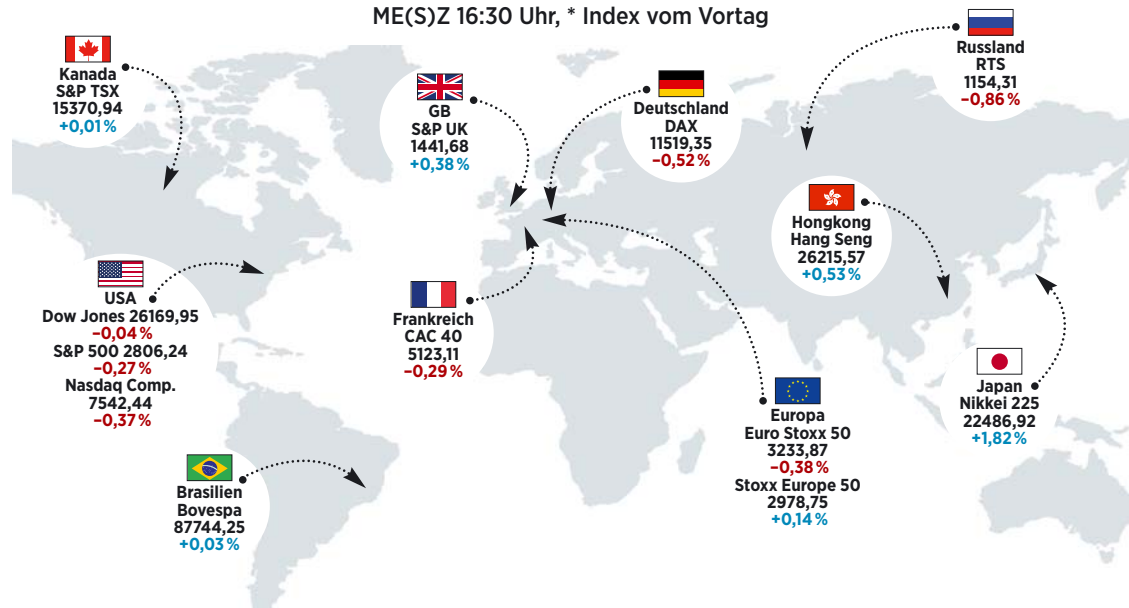 ME(S)Z 16:30 Uhr, * Index vom Vortag
Kanada
S&P TSX
15370,94
+0,01 %
GB
S&P UK
1441,68
+0,38 %
Deutschland
DAX
11519,35
−0,52 %
Russland
RTS
1154,31
−0,86 %
Hongkong
Hang Seng
26215,57
+0,53 %
USA
Dow Jones 26169,95
−0,04 %
S&P 500 2806,24
−0,27 %
Nasdaq Comp.
7542,44
−0,37 %
Frankreich
CAC 40
5123,11
−0,29 %
Europa
Euro Stoxx 50
3233,87
−0,38 %
Stoxx Europe 50
2978,75
+0,14 %
Japan
Nikkei 225
22486,92
+1,82 %
Brasilien
Bovespa
87744,25
+0,03 %